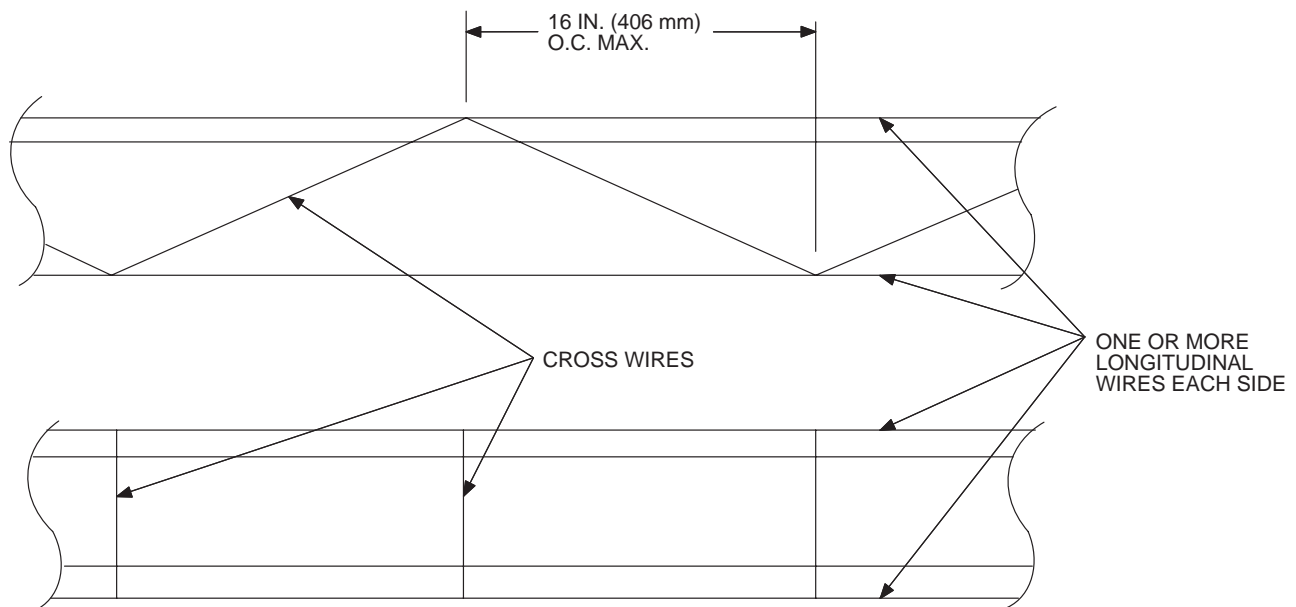 16 IN. (406 mm)
O.C. MAX.
CROSS WIRES
ONE OR MORE
LONGITUDINAL
WIRES EACH SIDE